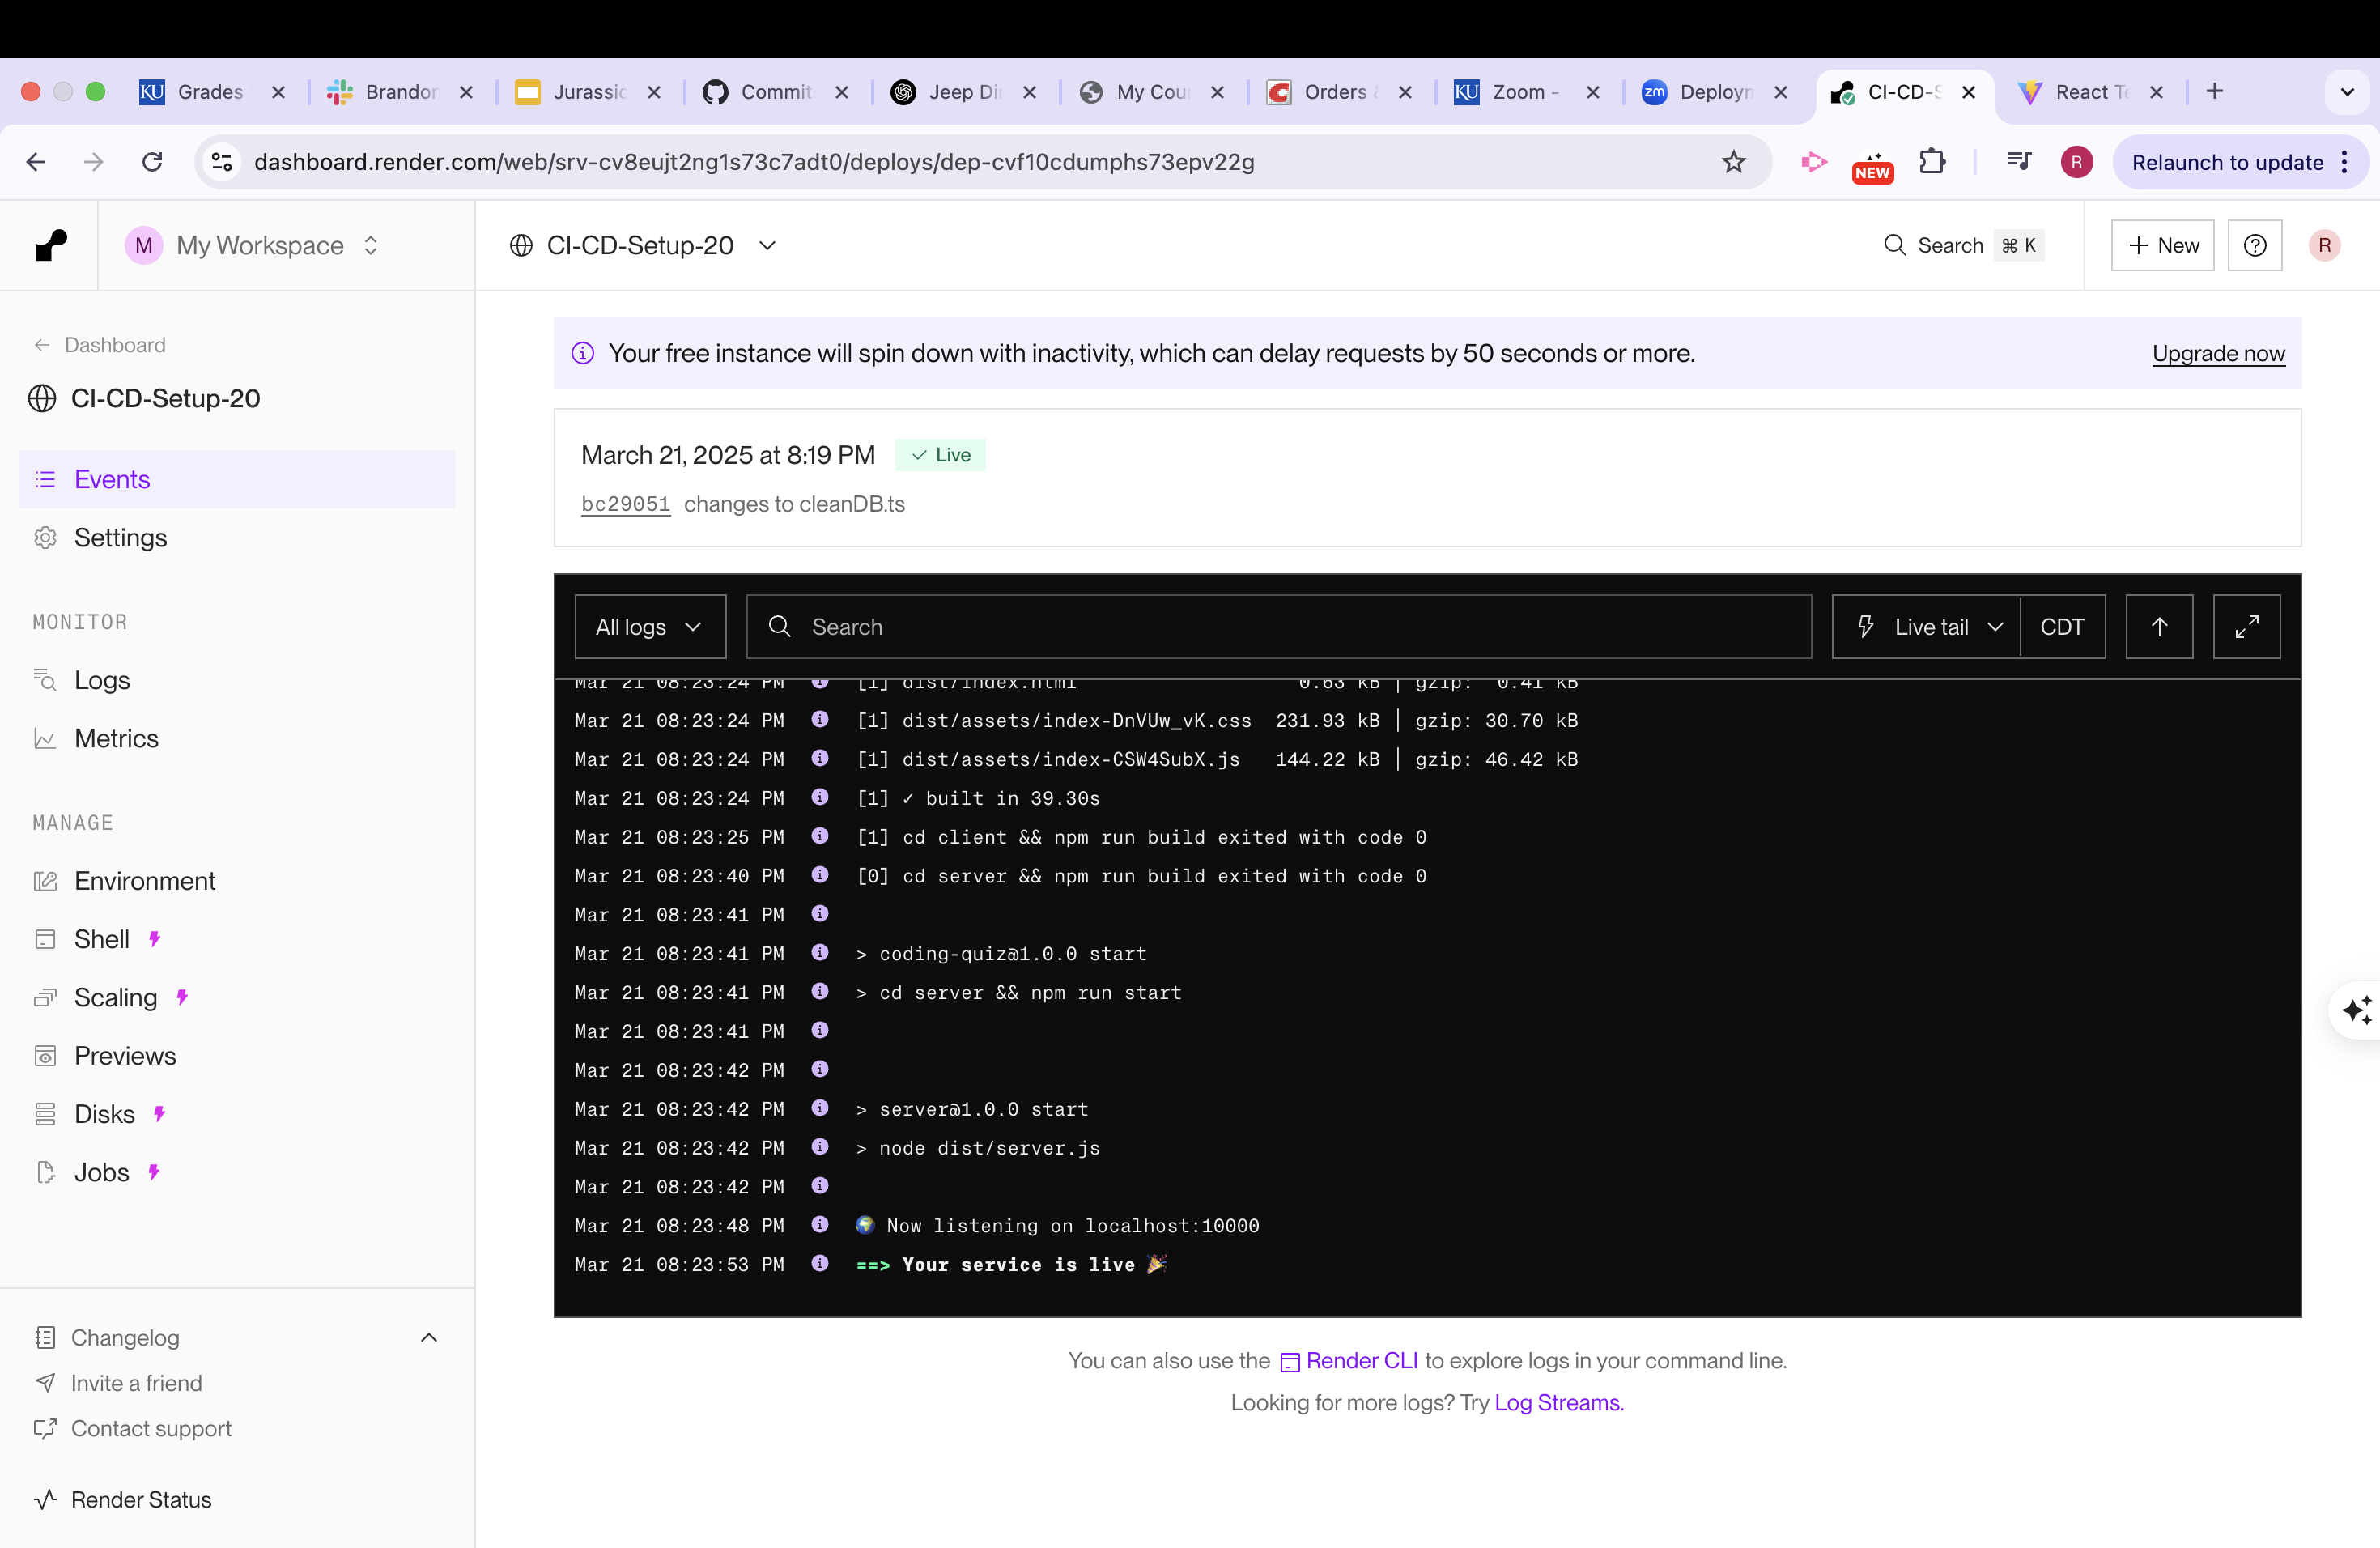 Grades
Brandon
Jurassic
Commit
Jeep Di
My Cour
Orders &
Zoom -
Deploym
CI-CD-S
React Te
dashboard.render.com/web/srv-cv8eujt2ng1s73c7adt0/deploys/dep-cvf10cdumphs73epv22g
NEW
R
Relaunch to update
M My Workspace
CI-CD-Setup-20
Search ⌘ K
+ New
R
← Dashboard
CI-CD-Setup-20
Events
Settings
MONITOR
Logs
Metrics
MANAGE
Environment
Shell
Scaling
Previews
Disks
Jobs
Changelog
Invite a friend
Contact support
Render Status
Your free instance will spin down with inactivity, which can delay requests by 50 seconds or more.
Upgrade now
March 21, 2025 at 8:19 PM ✓ Live
bc29051 changes to cleanDB.ts
All logs
Search
Live tail
CDT
Mar 21 08:23:24 PM [1] dist/index.html 0.63 kB │ gzip: 0.41 kB
Mar 21 08:23:24 PM [1] dist/assets/index-DnVUw_vK.css 231.93 kB │ gzip: 30.70 kB
Mar 21 08:23:24 PM [1] dist/assets/index-CSW4SubX.js 144.22 kB │ gzip: 46.42 kB
Mar 21 08:23:24 PM [1] ✓ built in 39.30s
Mar 21 08:23:25 PM [1] cd client && npm run build exited with code 0
Mar 21 08:23:40 PM [0] cd server && npm run build exited with code 0
Mar 21 08:23:41 PM
Mar 21 08:23:41 PM > coding-quiz@1.0.0 start
Mar 21 08:23:41 PM > cd server && npm run start
Mar 21 08:23:41 PM
Mar 21 08:23:42 PM
Mar 21 08:23:42 PM > server@1.0.0 start
Mar 21 08:23:42 PM > node dist/server.js
Mar 21 08:23:42 PM
Mar 21 08:23:48 PM 🌍 Now listening on localhost:10000
Mar 21 08:23:53 PM ==> Your service is live 🎉
You can also use the Render CLI to explore logs in your command line.
Looking for more logs? Try Log Streams.